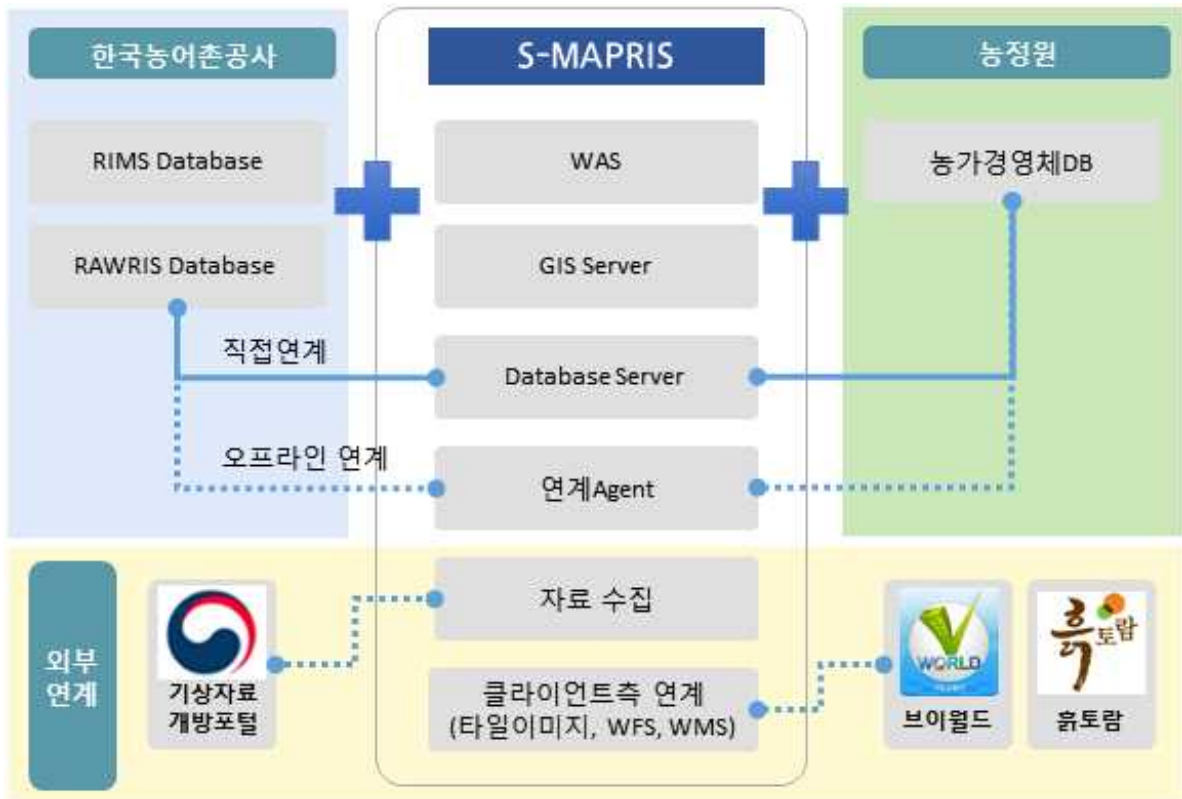 한국농어촌공사
S-MAPRIS
농정원
RIMS Database
WAS
농가경영체DB
RAWRIS Database
GIS Server
직접연계
Database Server
오프라인 연계
연계Agent
외부
연계
자료 수집
기상자료
개방포털
클라이언트측 연계
(타일이미지, WFS, WMS)
WORLD
브이월드
흙토람
흙토람